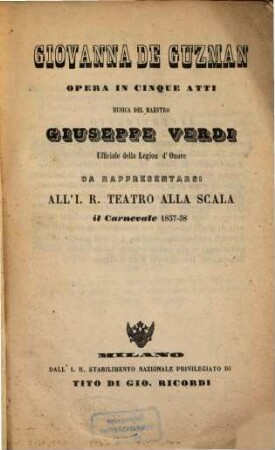 GIOVANNA DE GUZMAN
OPERA IN CINQUE ATTI
MUSICA DEL MAESTRO
GIUSEPPE VERDI
Ufficiale della Legion d'Onore
DA RAPPRESENTARSI
ALL'I. R. TEATRO ALLA SCALA
il Carnevale 1857-58
MILANO
DALL' I. R. STABILIMENTO NAZIONALE PRIVILEGIATO DI
TITO DI GIO. RICORDI